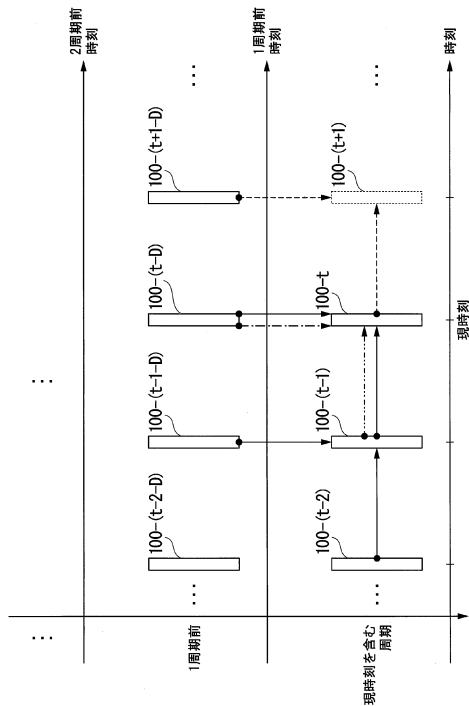 2周期前
時刻
⋮
⋮
100-(t-2-D)
100-(t-1-D)
100-(t-D)
100-(t+1-D)
…
1周期前
…
1周期前
時刻
100-(t-2)
100-(t-1)
100-t
100-(t+1)
現時刻を含む
周期
…
…
現時刻
時刻